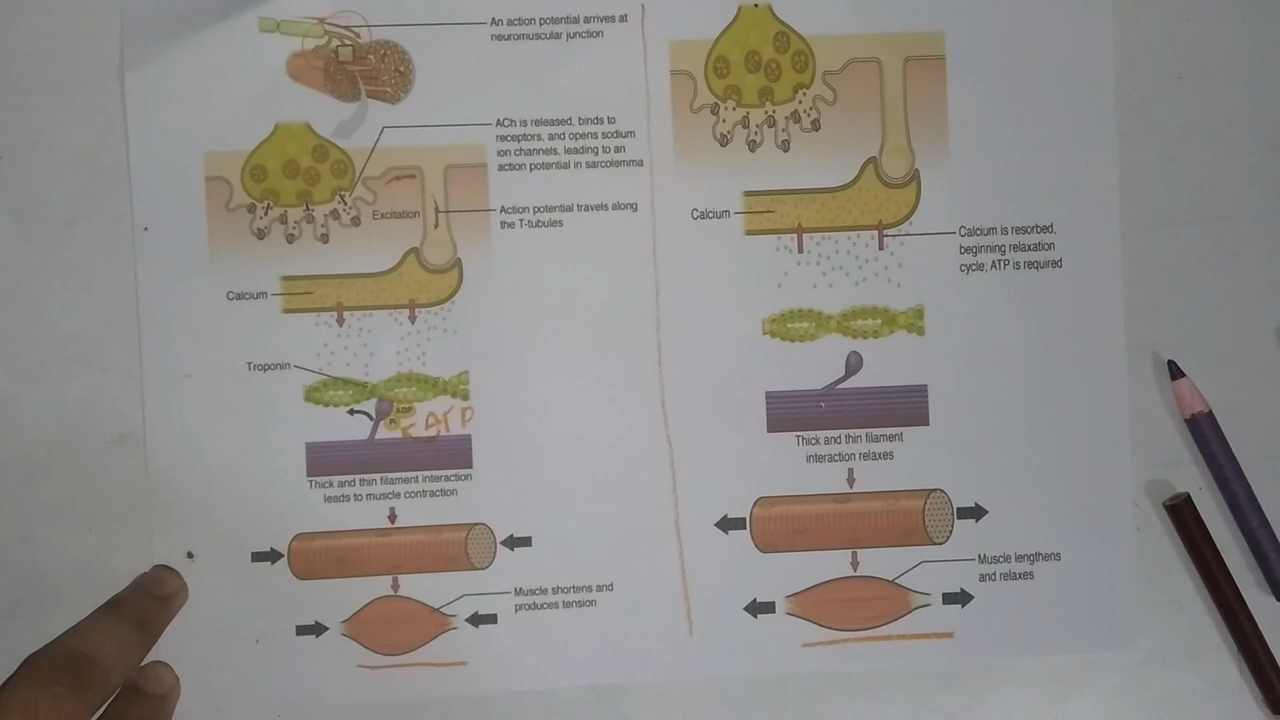 An action potential arrives at
neuromuscular junction
ACh is released, binds to
receptors, and opens sodium
ion channels, leading to an
action potential in sarcolemma
Excitation
Action potential travels along
the T-tubules
Calcium
Troponin
ADP
Pi
ATP
Thick and thin filament interaction
leads to muscle contraction
Muscle shortens and
produces tension
Calcium
Calcium is resorbed,
beginning relaxation
cycle; ATP is required
Thick and thin filament
interaction relaxes
Muscle lengthens
and relaxes